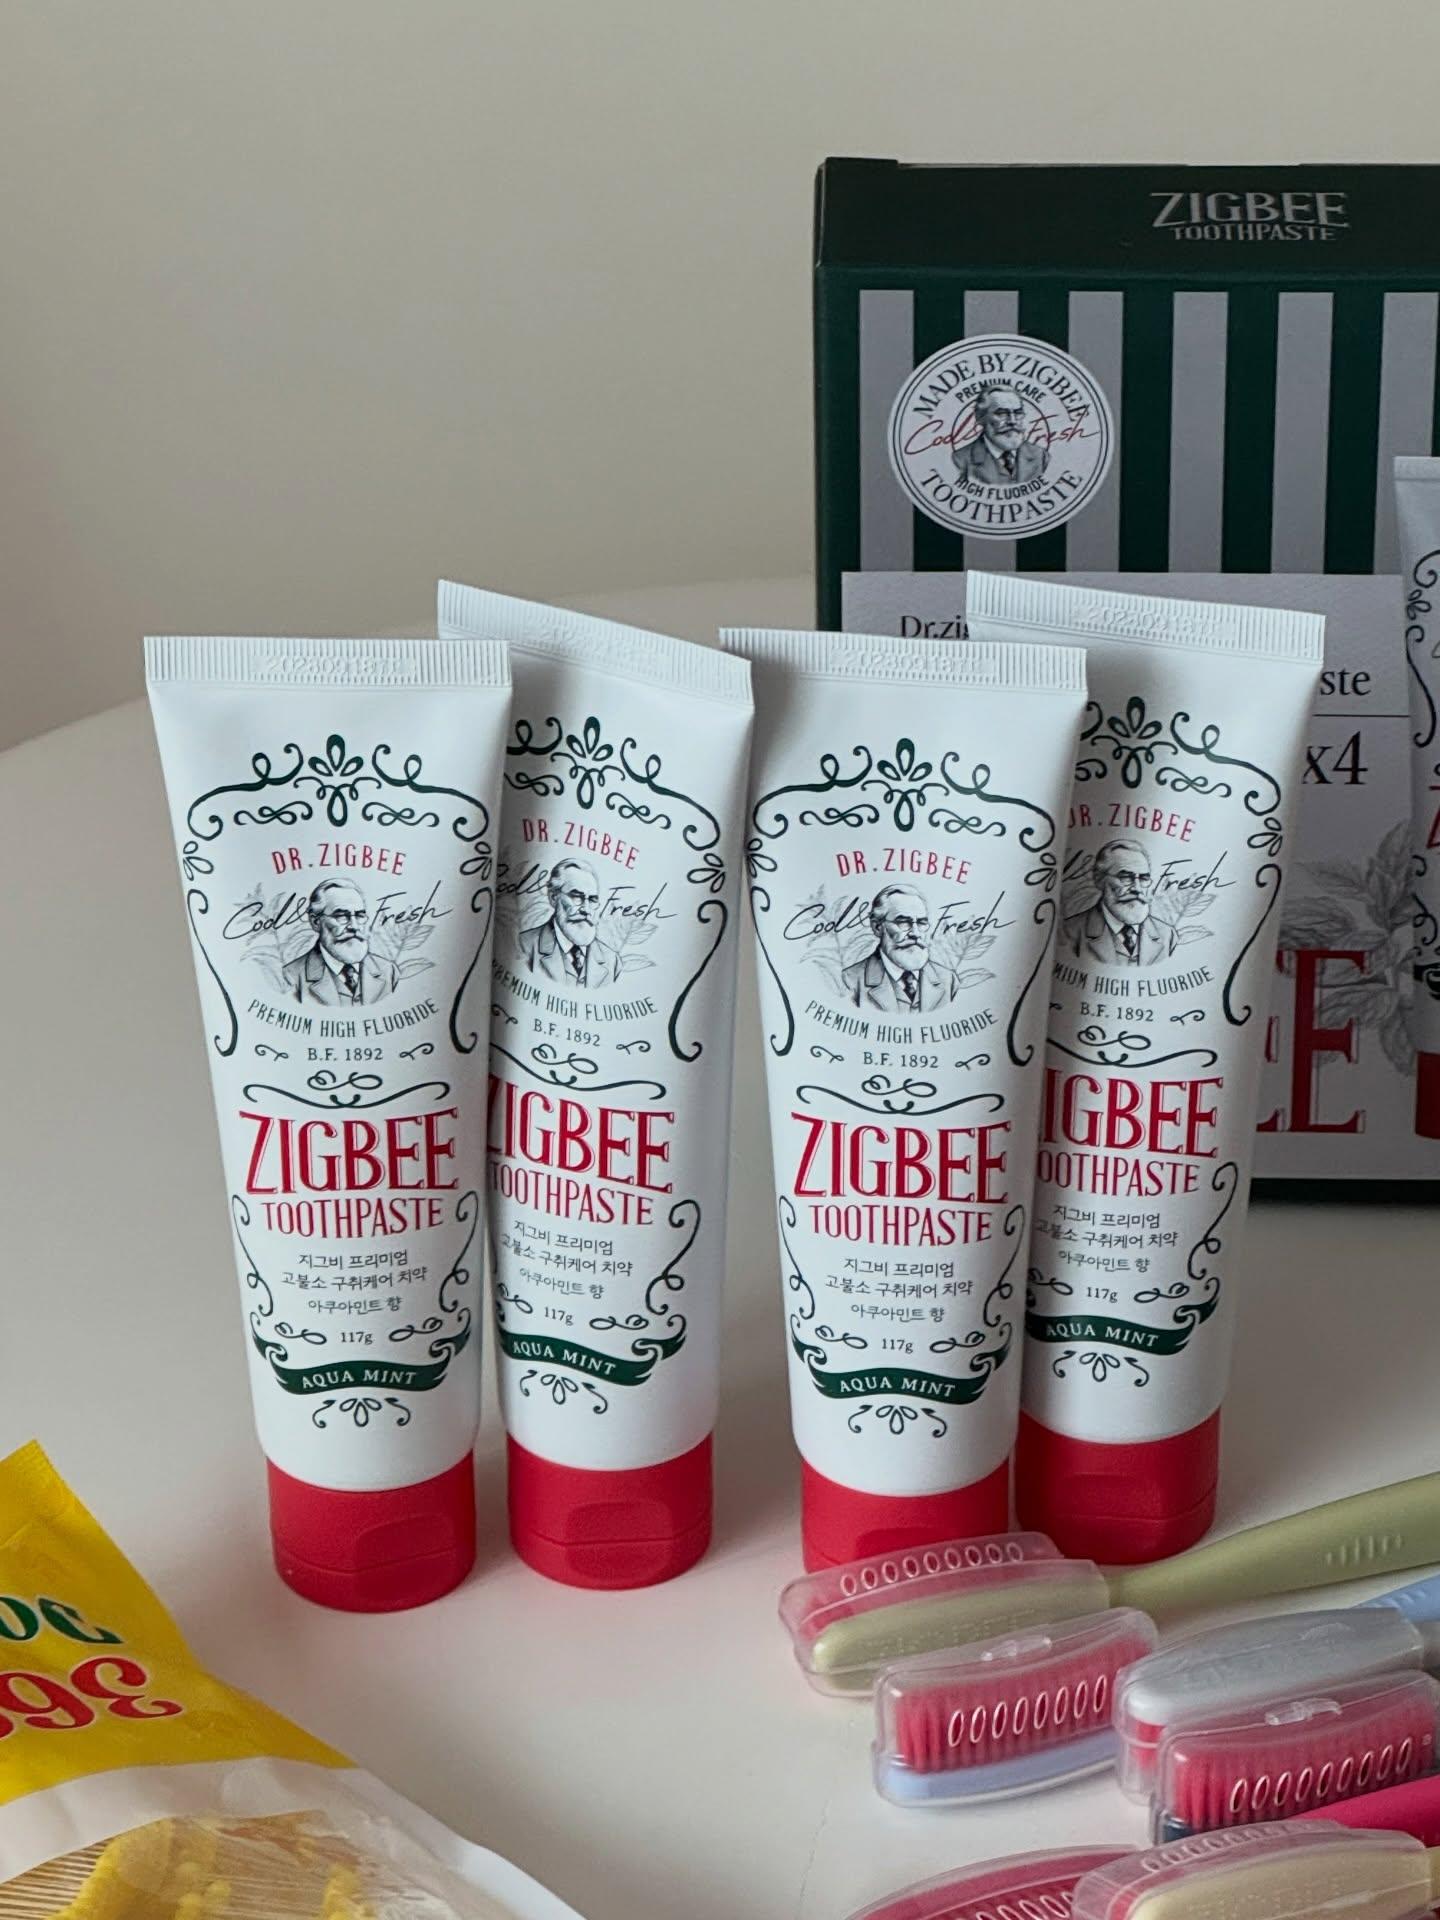 ZIGBEE
TOOTHPASTE
MADE BY ZIGBEE
PREMIUM CARE
Cool & Fresh
HIGH FLUORIDE
TOOTHPASTE
ste
x4
DR.ZIGBEE
Cool & Fresh
PREMIUM HIGH FLUORIDE
B.F. 1892
ZIGBEE
TOOTHPASTE
지그비 프리미엄
고불소 구취케어 치약
아쿠아민트 향
117g
AQUA MINT
DR.ZIGBEE
Cool & Fresh
PREMIUM HIGH FLUORIDE
B.F. 1892
ZIGBEE
TOOTHPASTE
지그비 프리미엄
고불소 구취케어 치약
아쿠아민트 향
117g
AQUA MINT
DR.ZIGBEE
Cool & Fresh
PREMIUM HIGH FLUORIDE
B.F. 1892
ZIGBEE
TOOTHPASTE
지그비 프리미엄
고불소 구취케어 치약
아쿠아민트 향
117g
AQUA MINT
DR.ZIGBEE
Fresh
HIGH FLUORIDE
B.F. 1892
IGBEE
OOTHPASTE
지그비 프리미엄
고불소 구취케어 치약
아쿠아민트 향
117g
AQUA MINT